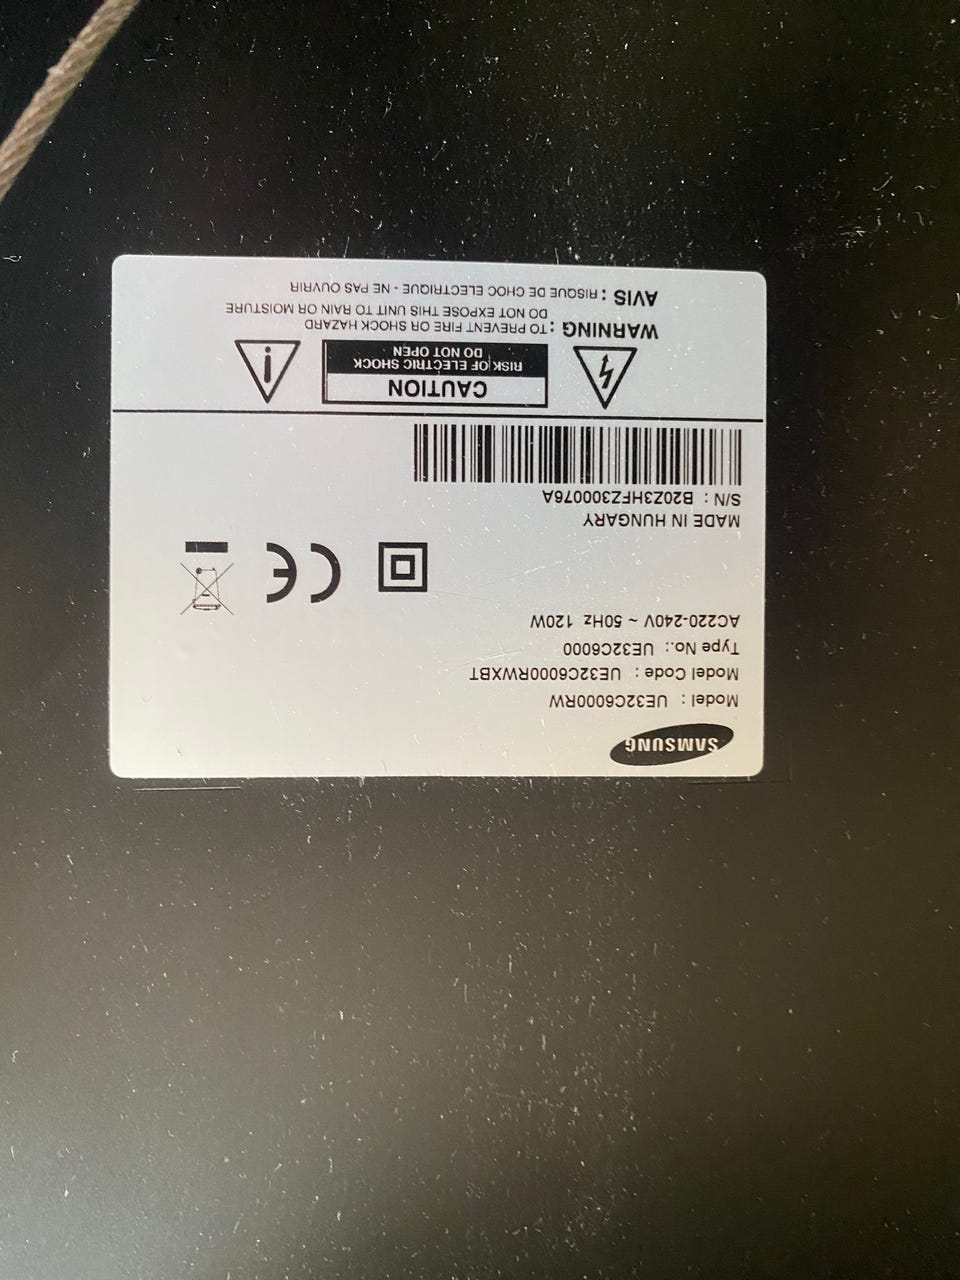 SAMSUNG
Model : UE32C6000RW
Model Code : UE32C6000RWXBT
Type No.: UE32C6000
AC220-240V ~ 50Hz 120W
MADE IN HUNGARY
S/N : B20Z3HFZ300076A
CAUTION
RISK OF ELECTRIC SHOCK
DO NOT OPEN
WARNING : TO PREVENT FIRE OR SHOCK HAZARD
DO NOT EXPOSE THIS UNIT TO RAIN OR MOISTURE
AVIS : RISQUE DE CHOC ELECTRIQUE - NE PAS OUVRIR